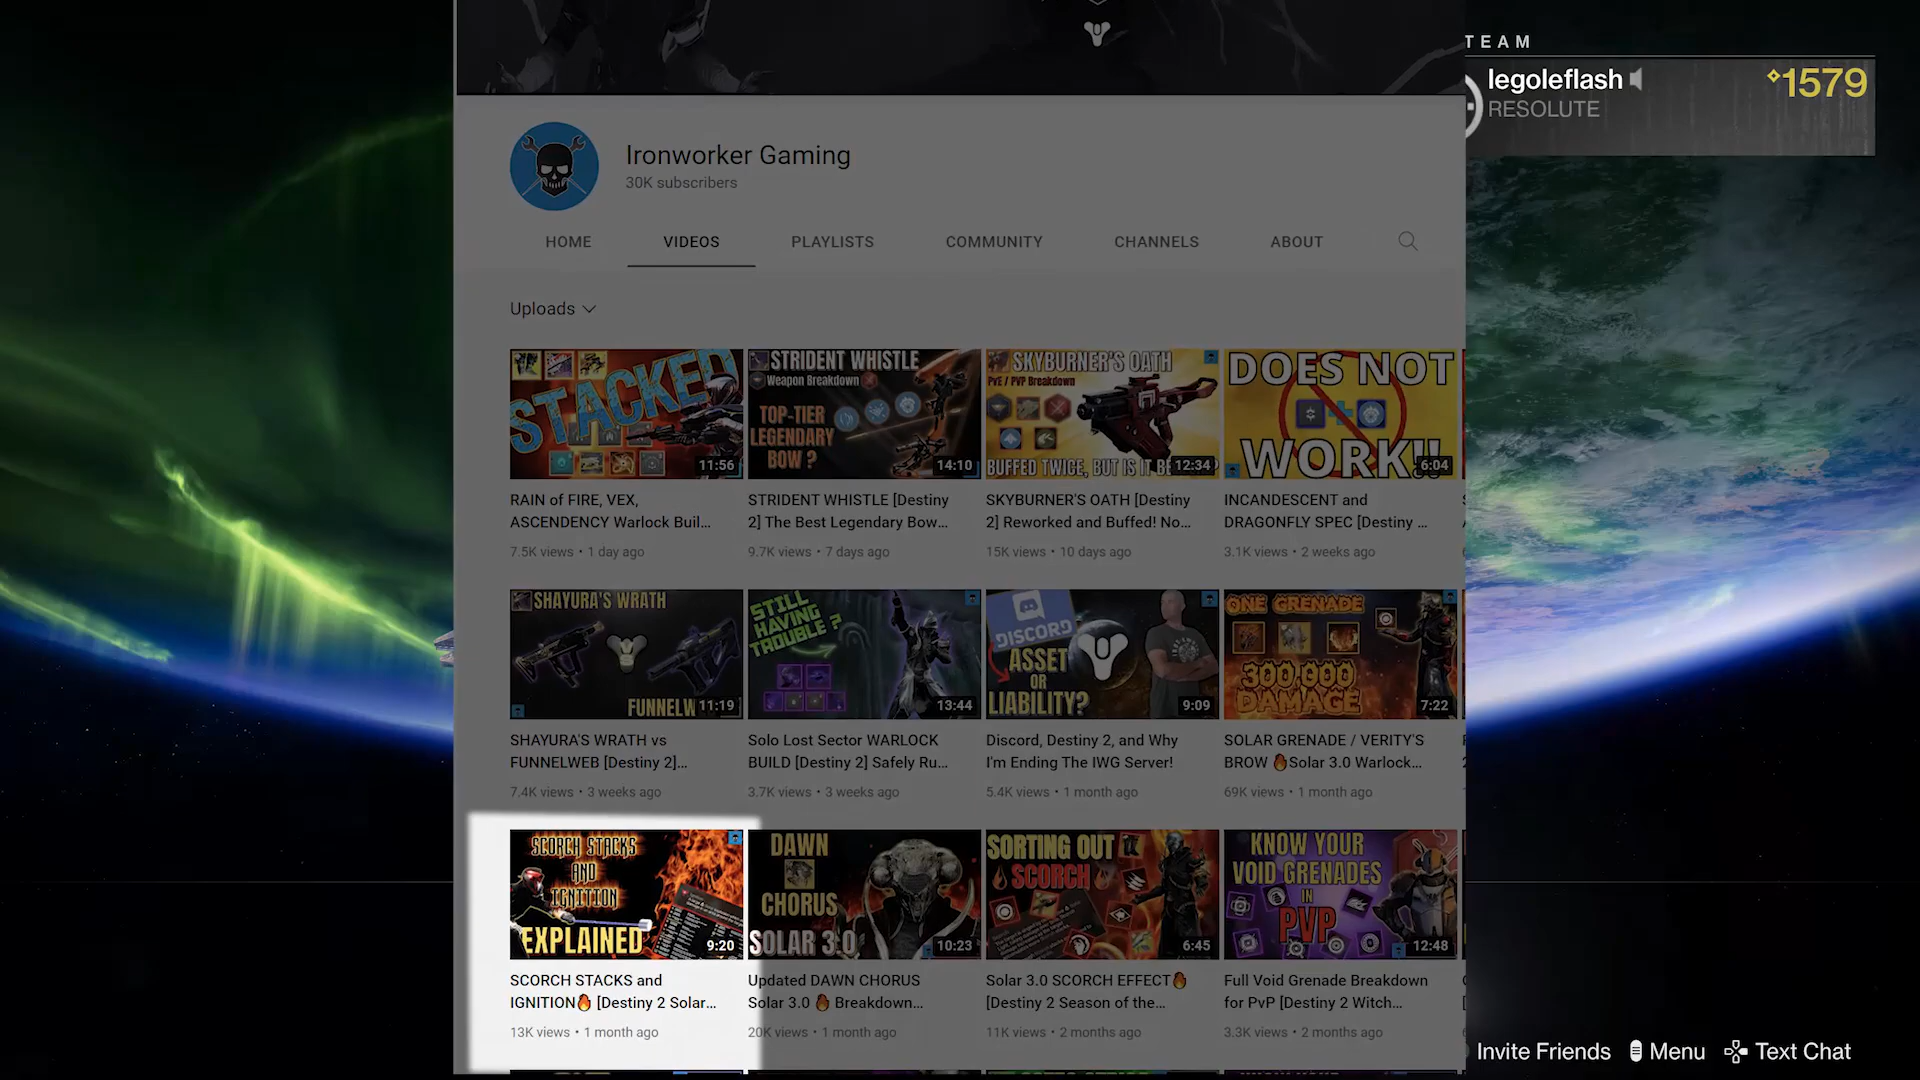 TEAM
legoleflash
1579
RESOLUTE
Ironworker Gaming
30K subscribers
HOME VIDEOS PLAYLISTS COMMUNITY CHANNELS ABOUT
Uploads
STACKED
11:56
RAIN of FIRE, VEX,
ASCENDENCY Warlock Buil...
7.5K views • 1 day ago
STRIDENT WHISTLE
Weapon Breakdown
TOP-TIER
LEGENDARY
BOW ?
14:10
STRIDENT WHISTLE [Destiny
2] The Best Legendary Bow...
9.7K views • 7 days ago
SKYBURNER'S OATH
PvE / PVP Breakdown
BUFFED TWICE, BUT IS IT
12:34
SKYBURNER'S OATH [Destiny
2] Reworked and Buffed! No...
15K views • 10 days ago
DOES NOT
WORK!!
6:04
INCANDESCENT and
DRAGONFLY SPEC [Destiny ...
3.1K views • 2 weeks ago
SHAYURA'S WRATH
FUNNELW
11:19
SHAYURA'S WRATH vs
FUNNELWEB [Destiny 2]...
7.4K views • 3 weeks ago
STILL
HAVING
TROUBLE ?
13:44
Solo Lost Sector WARLOCK
BUILD [Destiny 2] Safely Ru...
3.7K views • 3 weeks ago
DISCORD
ASSET
OR
LIABILITY?
9:09
Discord, Destiny 2, and Why
I'm Ending The IWG Server!
5.4K views • 1 month ago
ONE GRENADE
300,000
DAMAGE
7:22
SOLAR GRENADE / VERITY'S
BROW 🔥Solar 3.0 Warlock...
69K views • 1 month ago
SCORCH STACKS
AND
IGNITION
EXPLAINED
9:20
SCORCH STACKS and
IGNITION🔥 [Destiny 2 Solar...
13K views • 1 month ago
DAWN
CHORUS
SOLAR 3.0
10:23
Updated DAWN CHORUS
Solar 3.0 🔥 Breakdown...
20K views • 1 month ago
SORTING OUT
SCORCH
6:45
Solar 3.0 SCORCH EFFECT🔥
[Destiny 2 Season of the...
11K views • 2 months ago
KNOW YOUR
VOID GRENADES
IN
PVP
12:48
Full Void Grenade Breakdown
for PvP [Destiny 2 Witch...
3.3K views • 2 months ago
Invite Friends Menu Text Chat